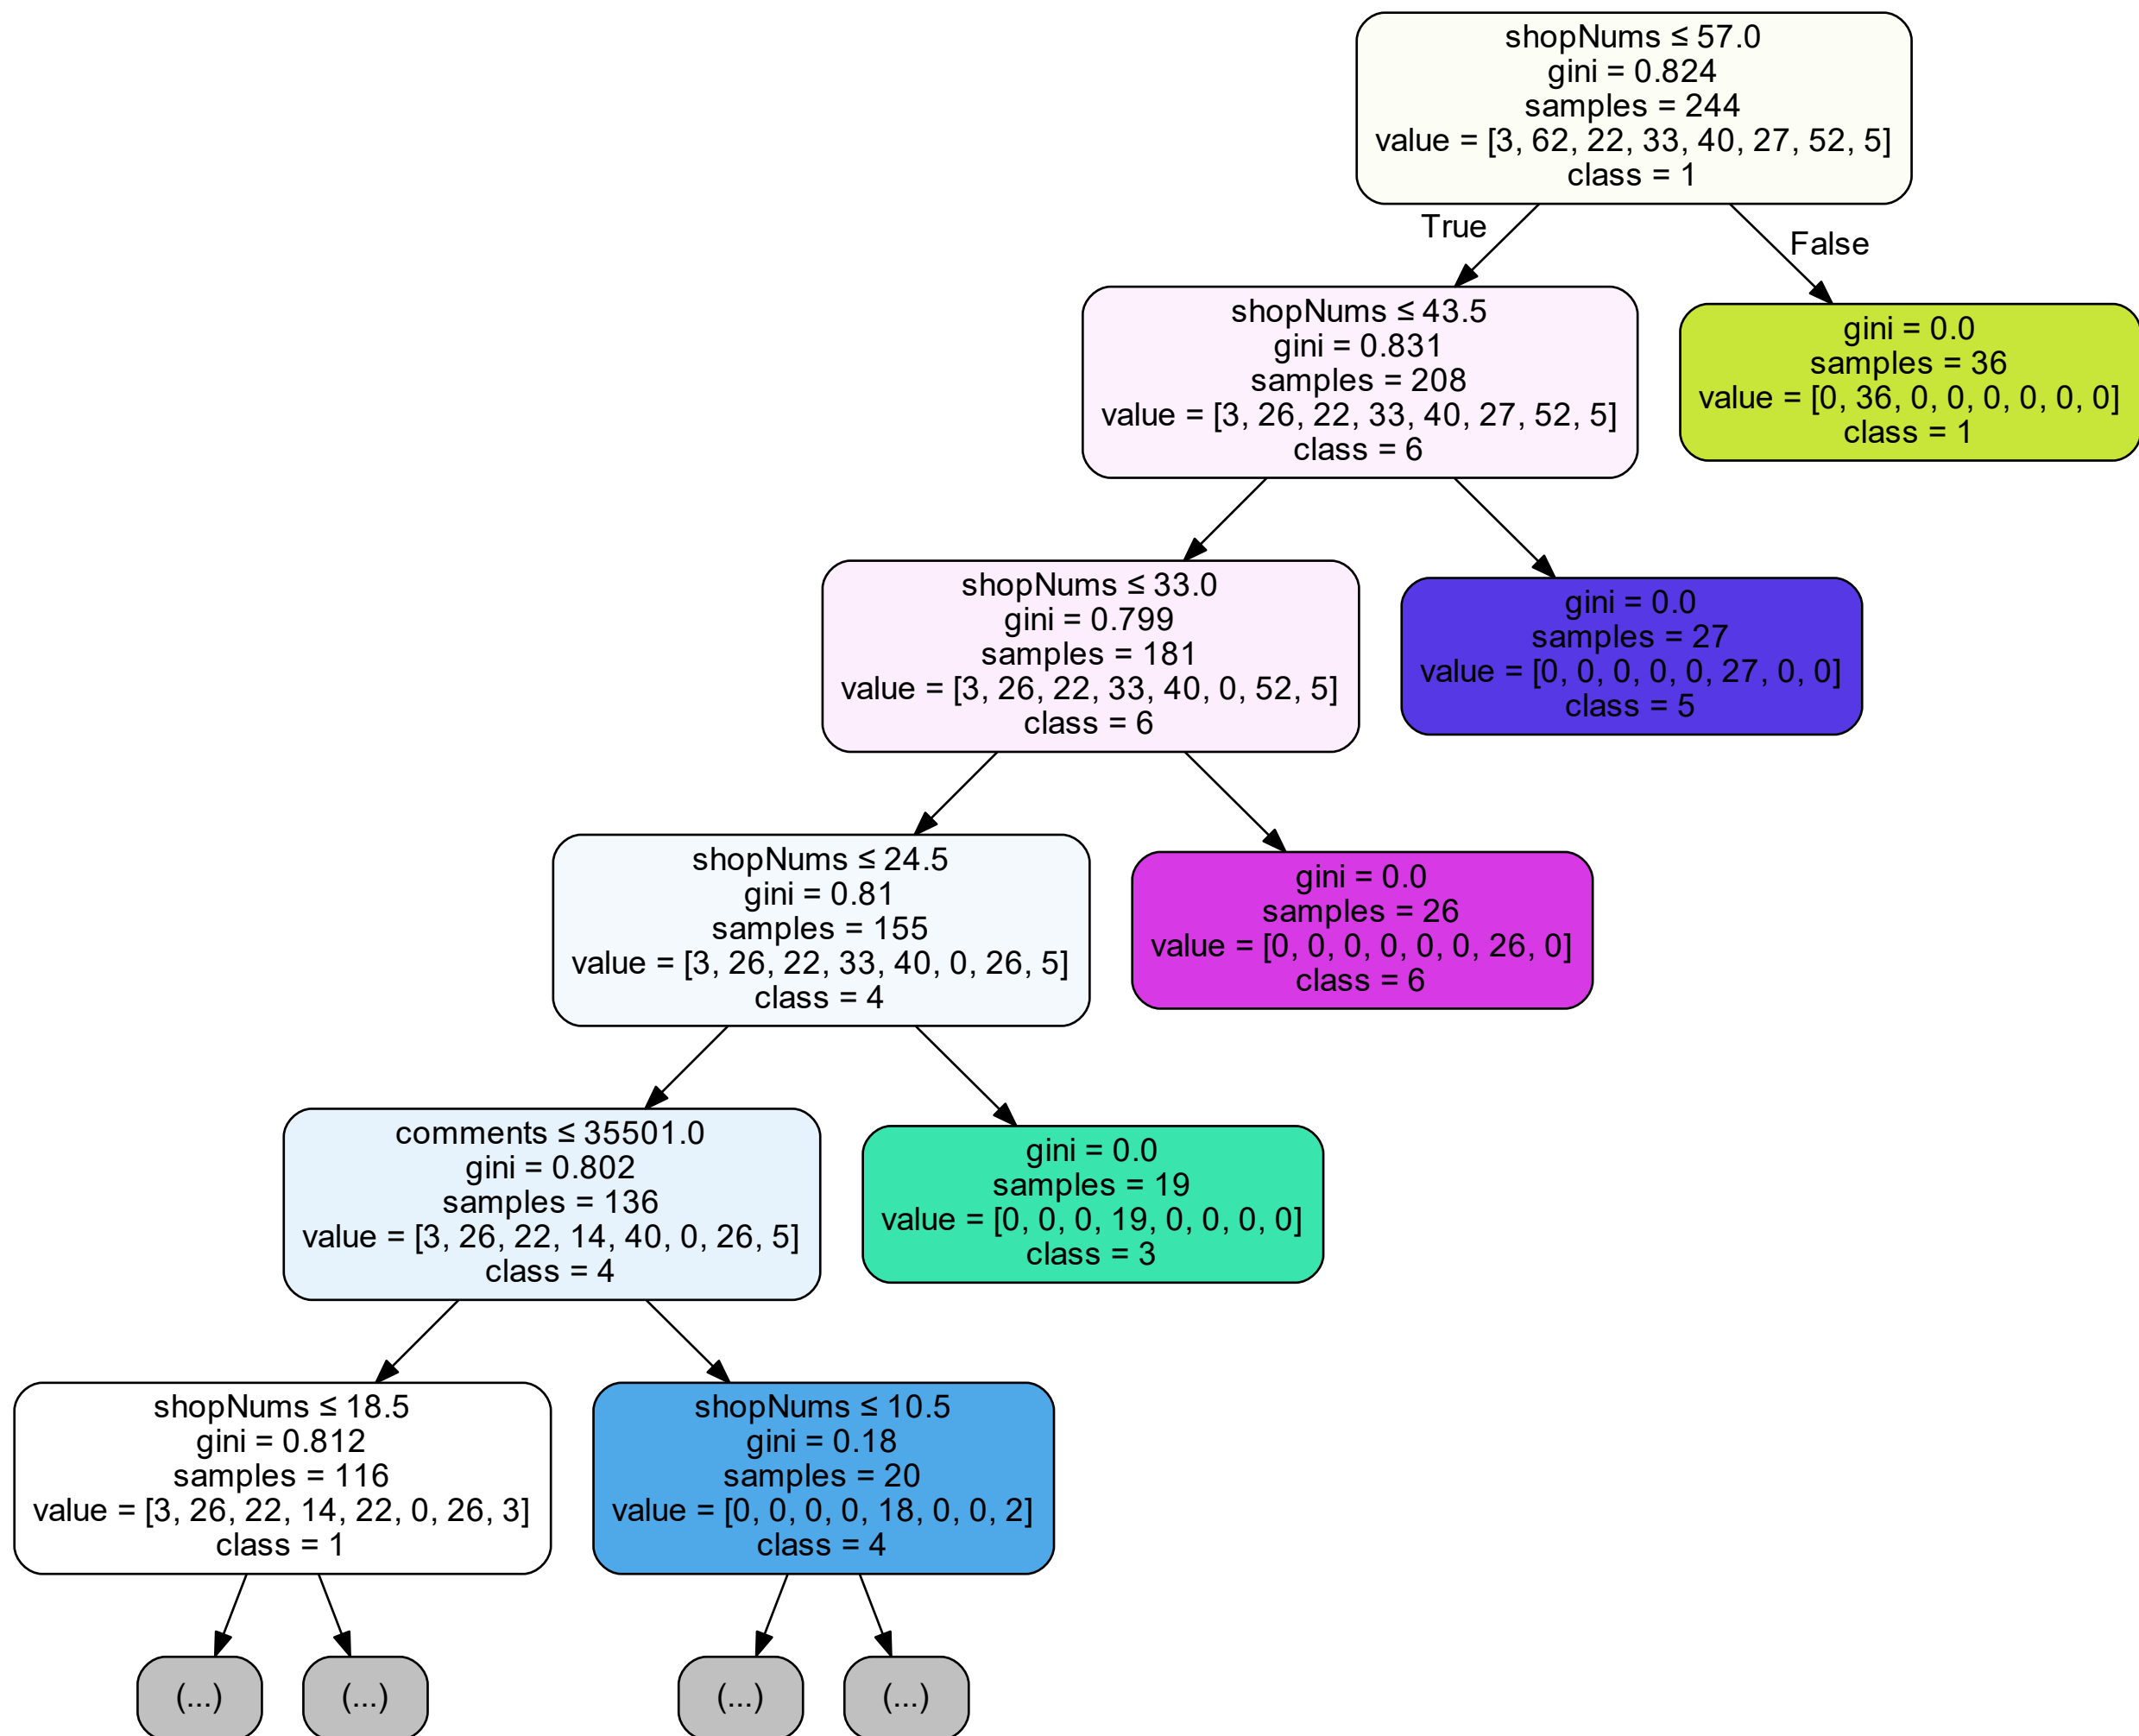 shopNums ≤ 57.0
gini = 0.824
samples = 244
value = [3, 62, 22, 33, 40, 27, 52, 5]
class = 1
True
False
shopNums ≤ 43.5
gini = 0.831
samples = 208
value = [3, 26, 22, 33, 40, 27, 52, 5]
class = 6
gini = 0.0
samples = 36
value = [0, 36, 0, 0, 0, 0, 0, 0]
class = 1
shopNums ≤ 33.0
gini = 0.799
samples = 181
value = [3, 26, 22, 33, 40, 0, 52, 5]
class = 6
gini = 0.0
samples = 27
value = [0, 0, 0, 0, 0, 27, 0, 0]
class = 5
shopNums ≤ 24.5
gini = 0.81
samples = 155
value = [3, 26, 22, 33, 40, 0, 26, 5]
class = 4
gini = 0.0
samples = 26
value = [0, 0, 0, 0, 0, 0, 26, 0]
class = 6
comments ≤ 35501.0
gini = 0.802
samples = 136
value = [3, 26, 22, 14, 40, 0, 26, 5]
class = 4
gini = 0.0
samples = 19
value = [0, 0, 0, 19, 0, 0, 0, 0]
class = 3
shopNums ≤ 18.5
gini = 0.812
samples = 116
value = [3, 26, 22, 14, 22, 0, 26, 3]
class = 1
shopNums ≤ 10.5
gini = 0.18
samples = 20
value = [0, 0, 0, 0, 18, 0, 0, 2]
class = 4
(...)
(...)
(...)
(...)